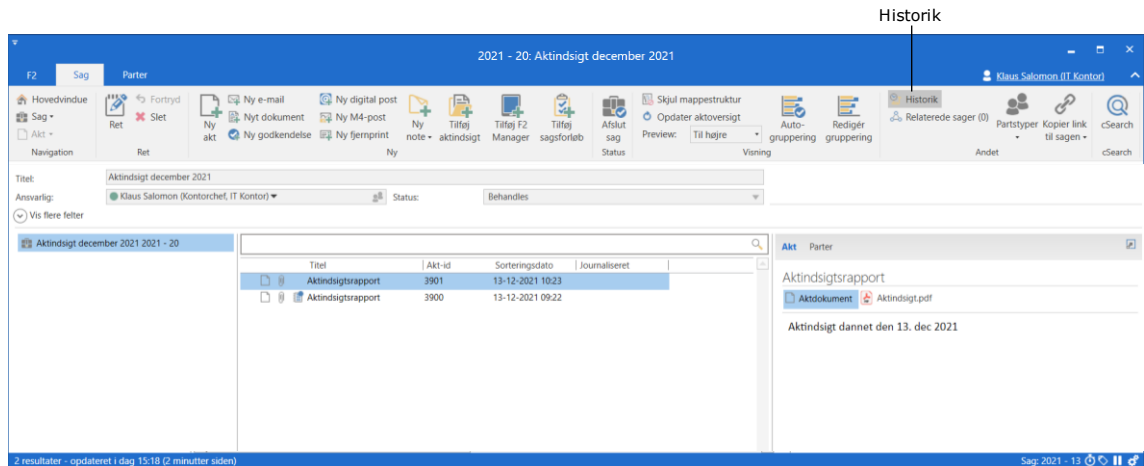 Historik
2021 - 20: Aktindsigt december 2021
F2 Sag Parter Klaus Salomon (IT Kontor)
Hovedvindue
Sag
Akt
Navigation
Ret
Fortryd
Slet
Ret
Ny akt
Ny e-mail
Nyt dokument
Ny godkendelse
Ny digital post
Ny M4-post
Ny fjernprint
Ny note
Tilføj aktindsigt
Tilføj F2 Manager
Tilføj sagsforløb
Ny
Afslut sag
Status
Skjul mappestruktur
Opdater aktoversigt
Preview: Til højre
Auto-gruppering
Redigér gruppering
Visning
Historik
Relaterede sager (0)
Partstyper
Kopier link til sagen
Andet
cSearch
cSearch
Titel: Aktindsigt december 2021
Ansvarlig: Klaus Salomon (Kontorchef, IT Kontor) Status: Behandles
Vis flere felter
Aktindsigt december 2021 2021 - 20
Titel Akt-id Sorteringsdato Journaliseret
Aktindsigtsrapport 3901 13-12-2021 10:23
Aktindsigtsrapport 3900 13-12-2021 09:22
Akt Parter
Aktindsigtsrapport
Aktdokument Aktindsigt.pdf
Aktindsigt dannet den 13. dec 2021
2 resultater - opdateret i dag 15:18 (2 minutter siden) Sag: 2021 - 13